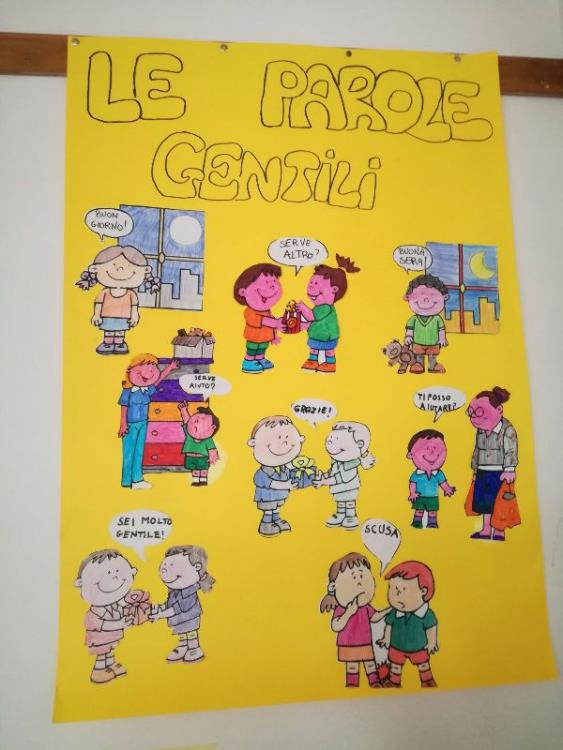 LE PAROLE
GENTILI
BUON
GIORNO!
SERVE
ALTRO?
BUONA
SERA!
SERVE
AIUTO?
GRAZIE!
TI POSSO
AIUTARE?
SEI MOLTO
GENTILE!
SCUSA